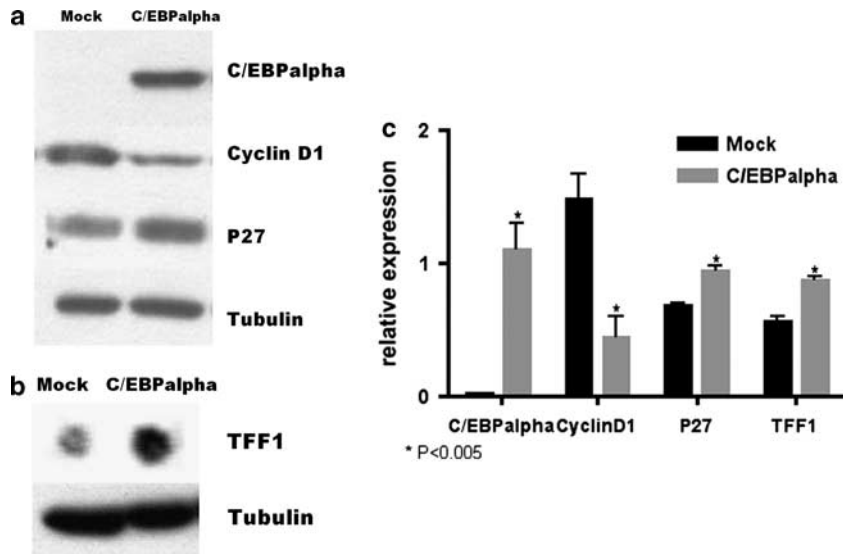 a
Mock C/EBPalpha
C/EBPalpha
Cyclin D1
P27
Tubulin
b
Mock C/EBPalpha
TFF1
Tubulin
c
Mock
C/EBPalpha
relative expression
2
1
0
* *
* *
C/EBPalpha CyclinD1 P27 TFF1
* P<0.005